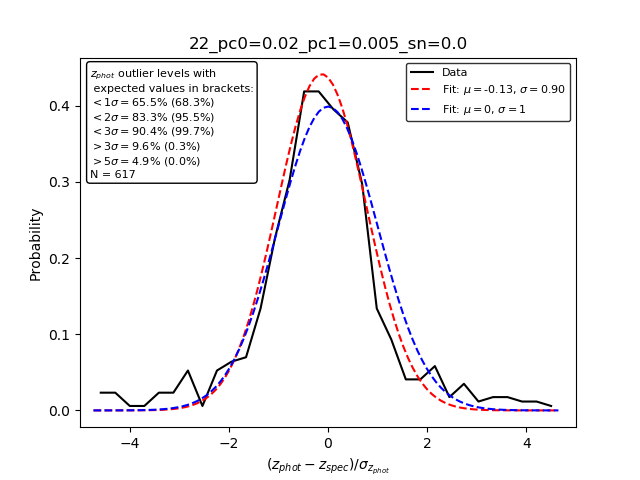 22_pc0=0.02_pc1=0.005_sn=0.0
z_phot outlier levels with
expected values in brackets:
<1σ = 65.5% (68.3%)
<2σ = 83.3% (95.5%)
<3σ = 90.4% (99.7%)
>3σ = 9.6% (0.3%)
>5σ = 4.9% (0.0%)
N = 617
Data
Fit: μ = -0.13, σ = 0.90
Fit: μ = 0, σ = 1
Probability
0.4
0.3
0.2
0.1
0.0
−4 −2 0 2 4
(z_phot − z_spec)/σ_z_phot